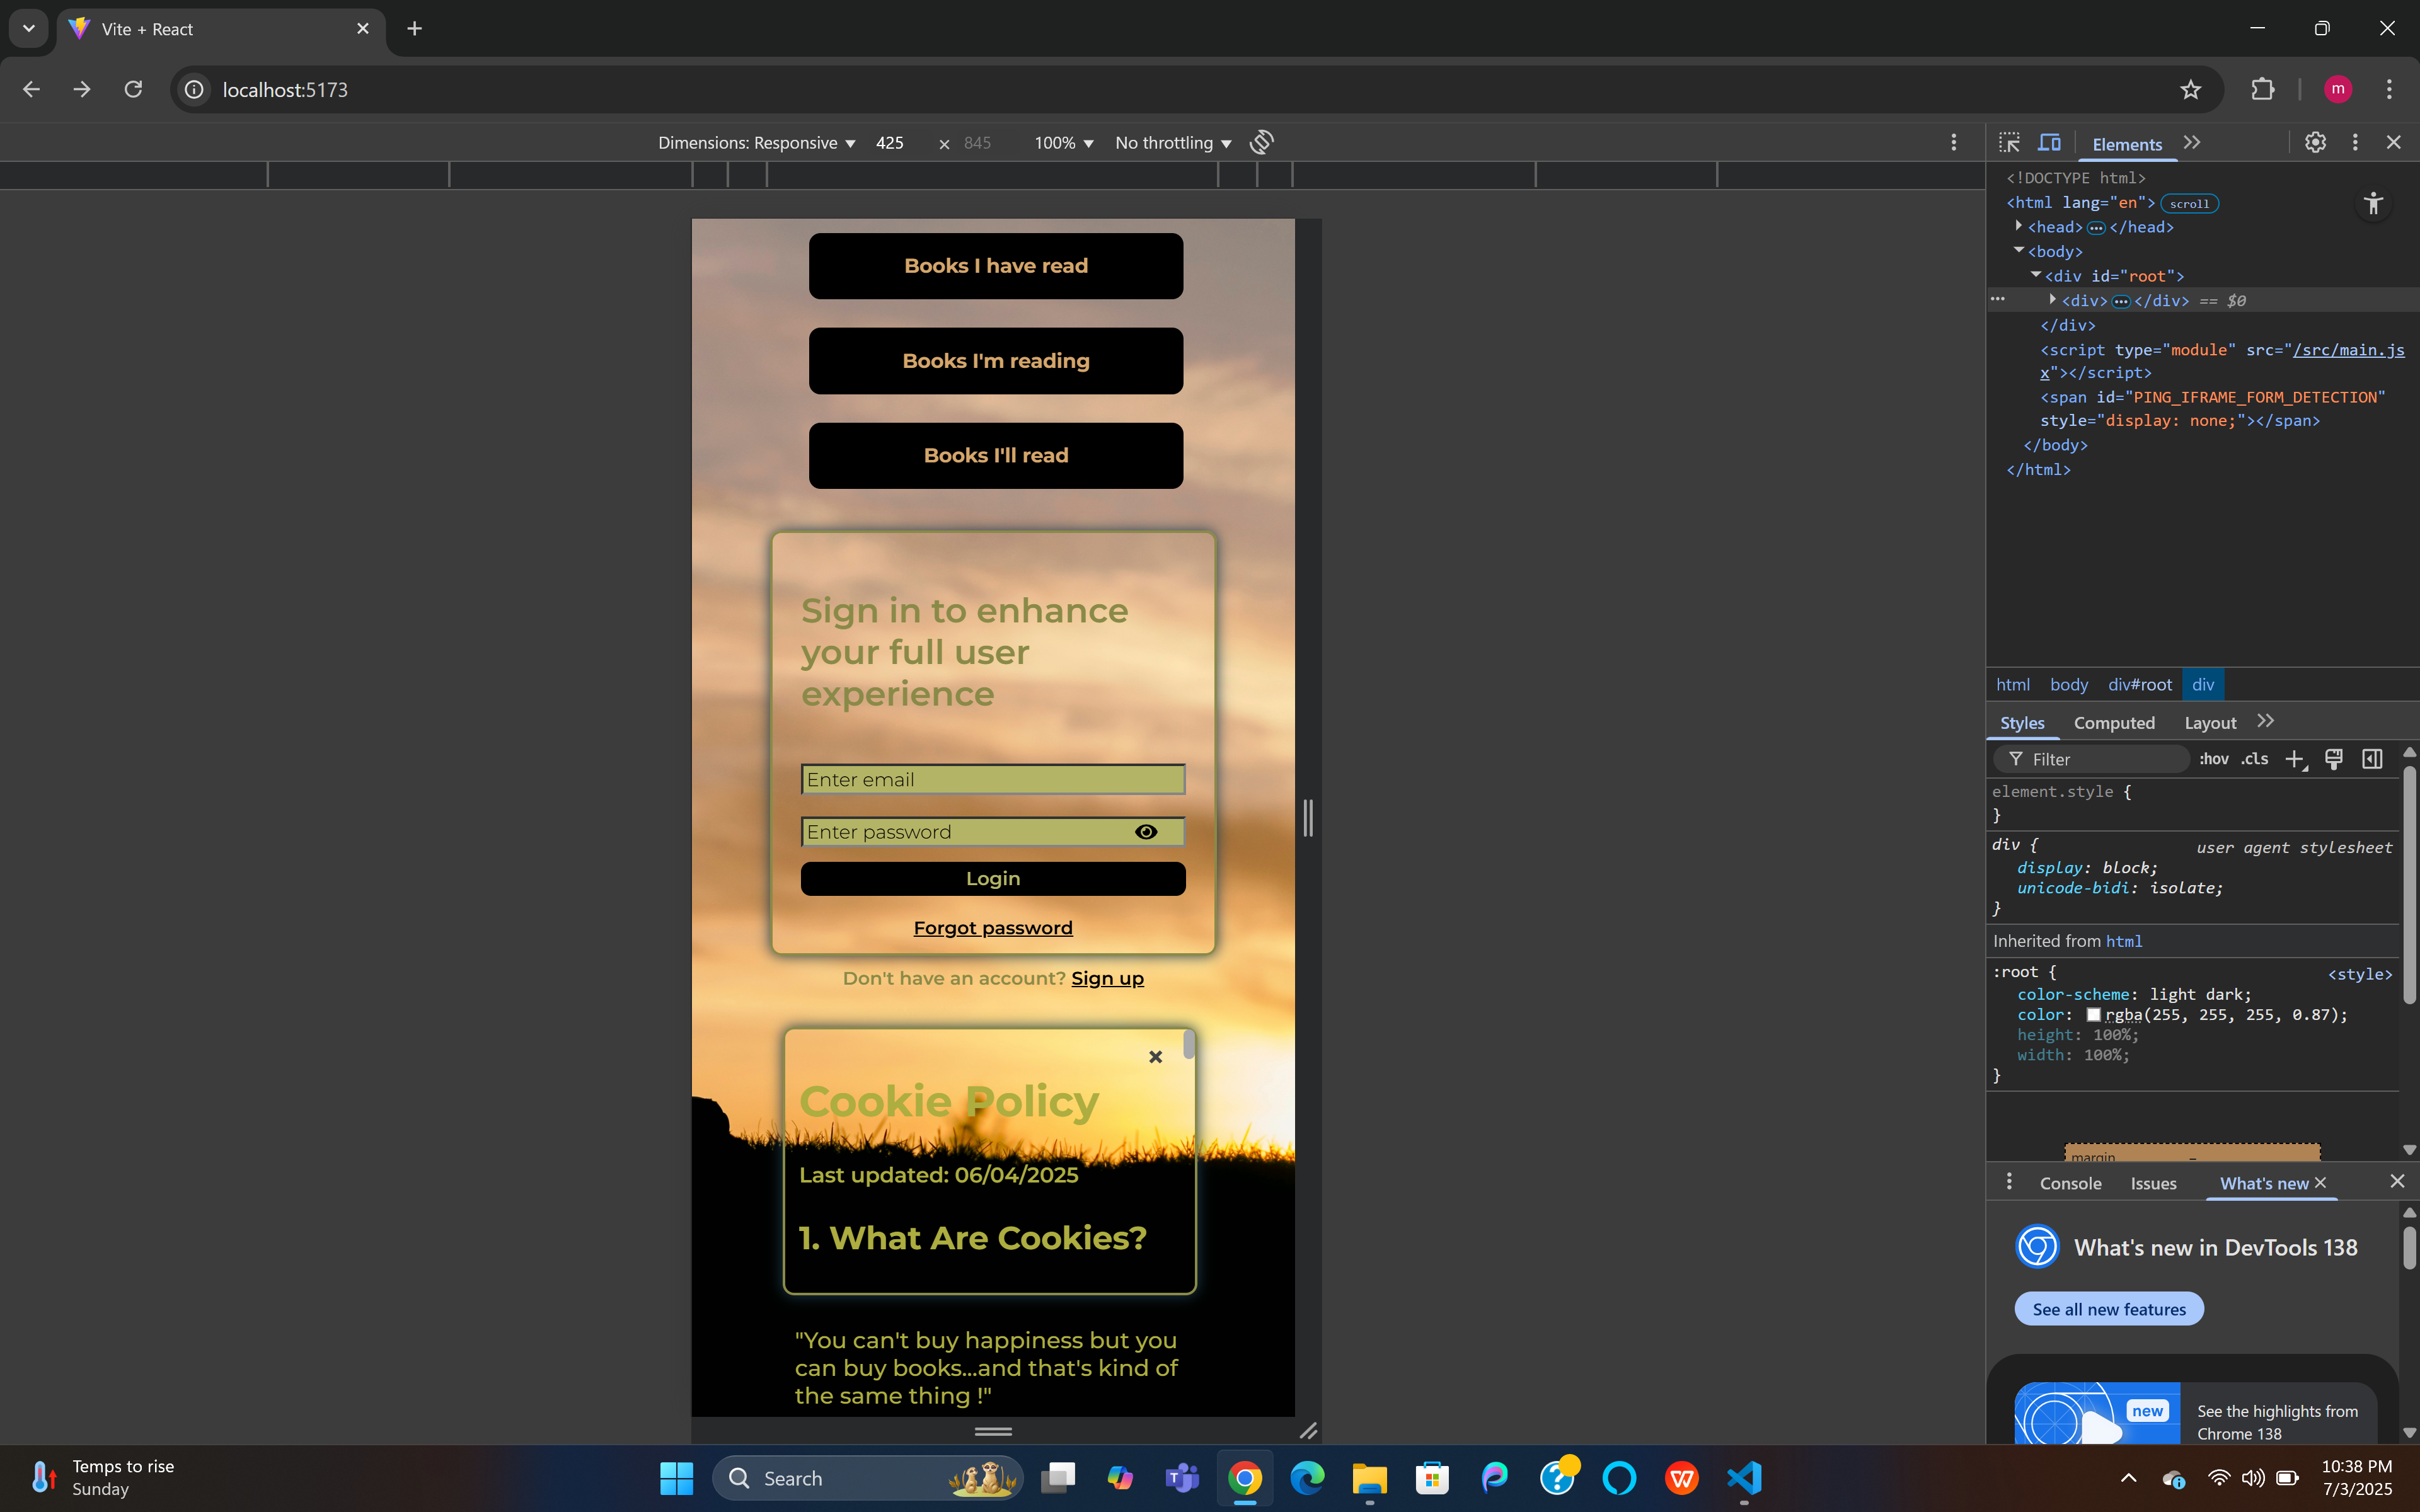 Vite + React
localhost:5173
Dimensions: Responsive 425 × 845 100% No throttling
Elements
<!DOCTYPE html>
<html lang="en"> scroll
<head> ••• </head>
<body>
<div id="root">
••• <div> ••• </div> == $0
</div>
<script type="module" src="/src/main.js
x"></script>
<span id="PING_IFRAME_FORM_DETECTION"
style="display: none;"></span>
</body>
</html>
html body div#root div
Styles Computed Layout
Filter :hov .cls
element.style {
}
div { user agent stylesheet
display: block;
unicode-bidi: isolate;
}
Inherited from html
:root { <style>
color-scheme: light dark;
color: rgba(255, 255, 255, 0.87);
height: 100%;
width: 100%;
}
margin –
Console Issues What's new
What's new in DevTools 138
See all new features
new
See the highlights from
Chrome 138
Books I have read
Books I'm reading
Books I'll read
Sign in to enhance
your full user
experience
Enter email
Enter password
Login
Forgot password
Don't have an account? Sign up
Cookie Policy
Last updated: 06/04/2025
1. What Are Cookies?
"You can't buy happiness but you
can buy books...and that's kind of
the same thing !"
m
Temps to rise
Sunday
Search
10:38 PM
7/3/2025